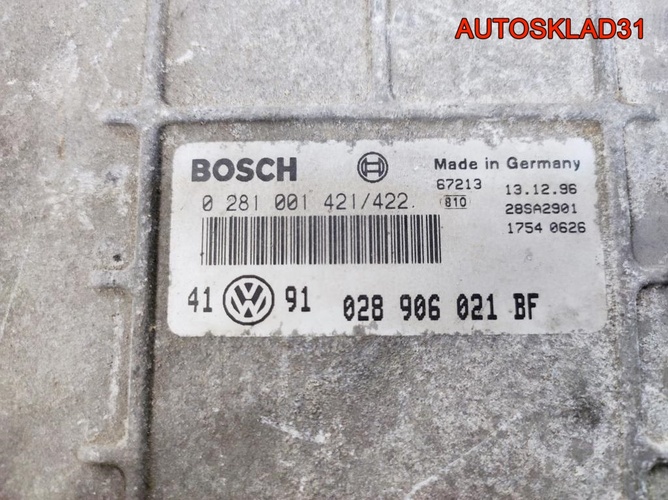 AUTOSKLAD31
BOSCH
Made in Germany
0 281 001 421/422
67213
810
13.12.96
28SA2901
1754 0626
41 VW 91
028 906 021 BF